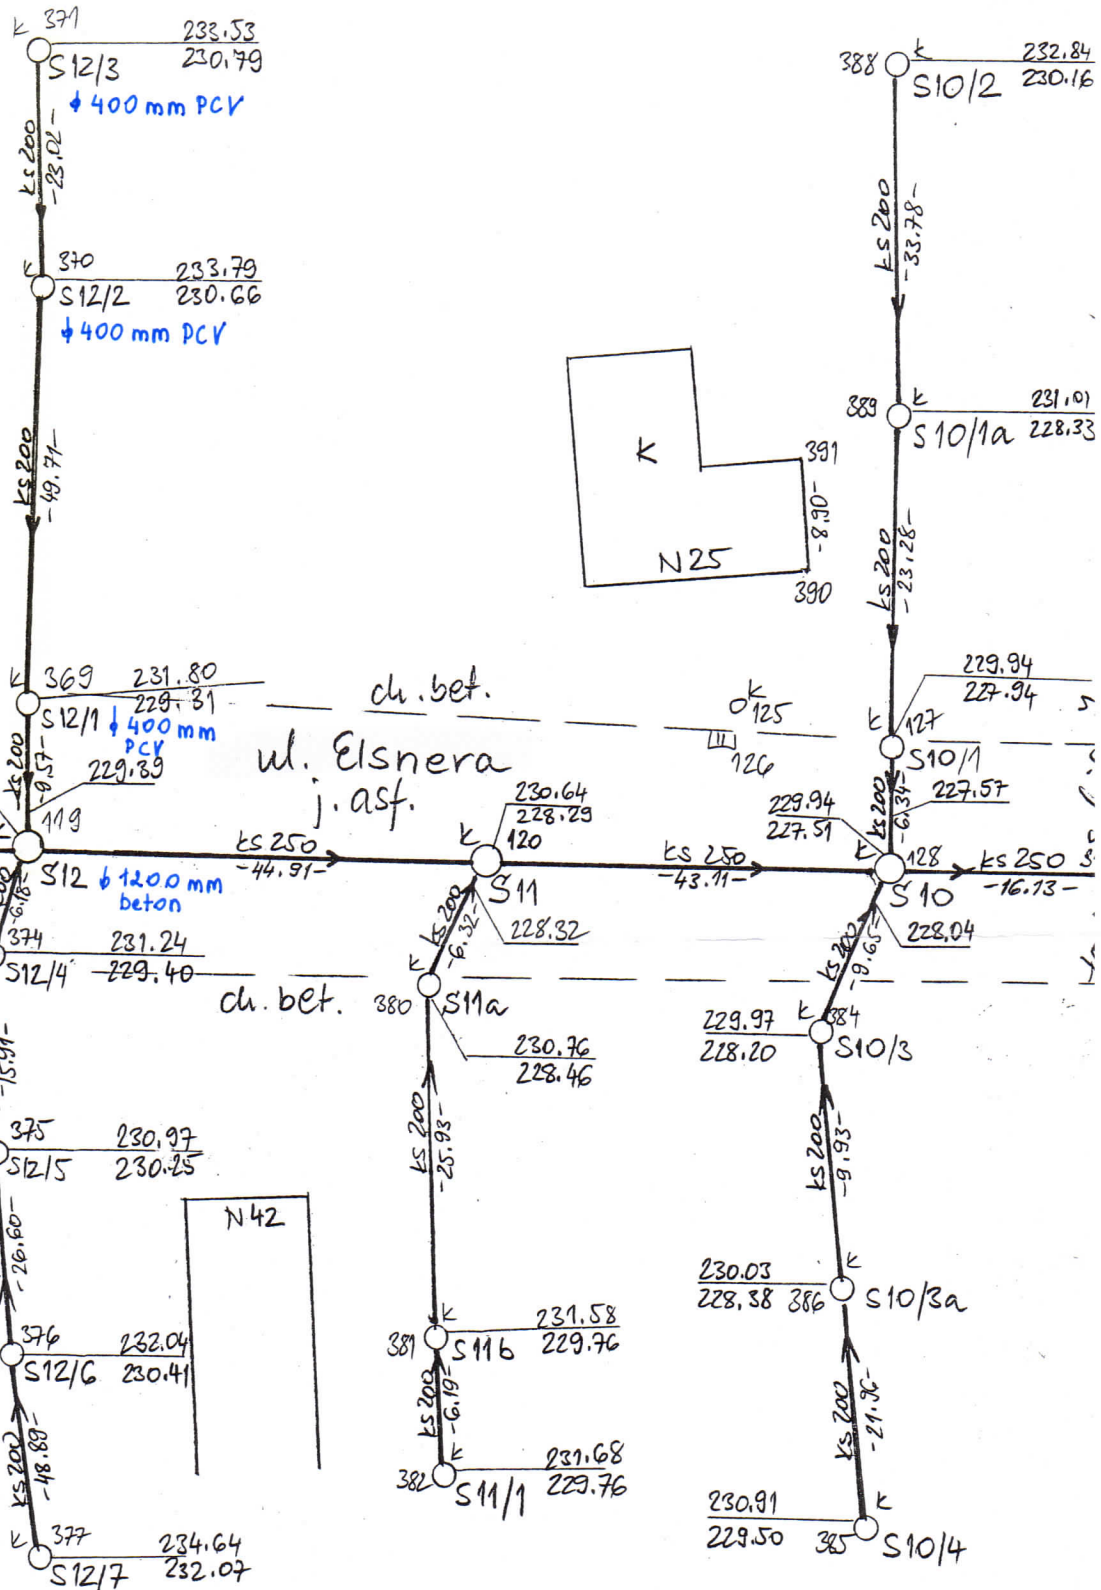 k 371 233.53
S12/3 230.79
ϕ 400 mm PCV
ks 200
-23.02-
k 370 233.79
S12/2 230.66
ϕ 400 mm PCV
ks 200
-49.71-
k 369 231.80
S12/1 229.31
ϕ 400 mm
PCV
ks 200
-9.57-
229.39
119
S12
ϕ 1200 mm
beton
-6.18-
374 231.24
S12/4 229.40
-15.91-
375 230.97
S12/5 230.25
-26.60-
376 232.04
S12/6 230.41
ks 200
-48.89-
k 377 234.64
S12/7 232.07
N 42
ch. bet.
ul. Elsnera
j. asf.
ch. bet.
ks 250
-44.91-
230.64
228.29
k 120
S11
228.32
ks 200
-6.32-
k
380 S11a
230.76
228.46
ks 200
-25.93-
k 231.58
381 S11b 229.76
ks 200
-6.19-
k 231.68
382 S11/1 229.76
K
N 25
391
-8.90-
390
k
125
126
k 232.84
388 S10/2 230.16
ks 200
-33.78-
k 231.01
389 S10/1a 228.33
ks 200
-23.28-
229.94
227.94
k 127
S10/1
ks 200
-6.34-
227.57
229.94
227.51
k 128
S10
ks 250
-43.11-
ks 250
-16.13-
228.04
ks 200
-9.65-
229.97 k 384
228.20 S10/3
ks 200
-9.93-
230.03 k
228.38 386 S10/3a
ks 200
-21.96-
230.91 k
229.50 385 S10/4